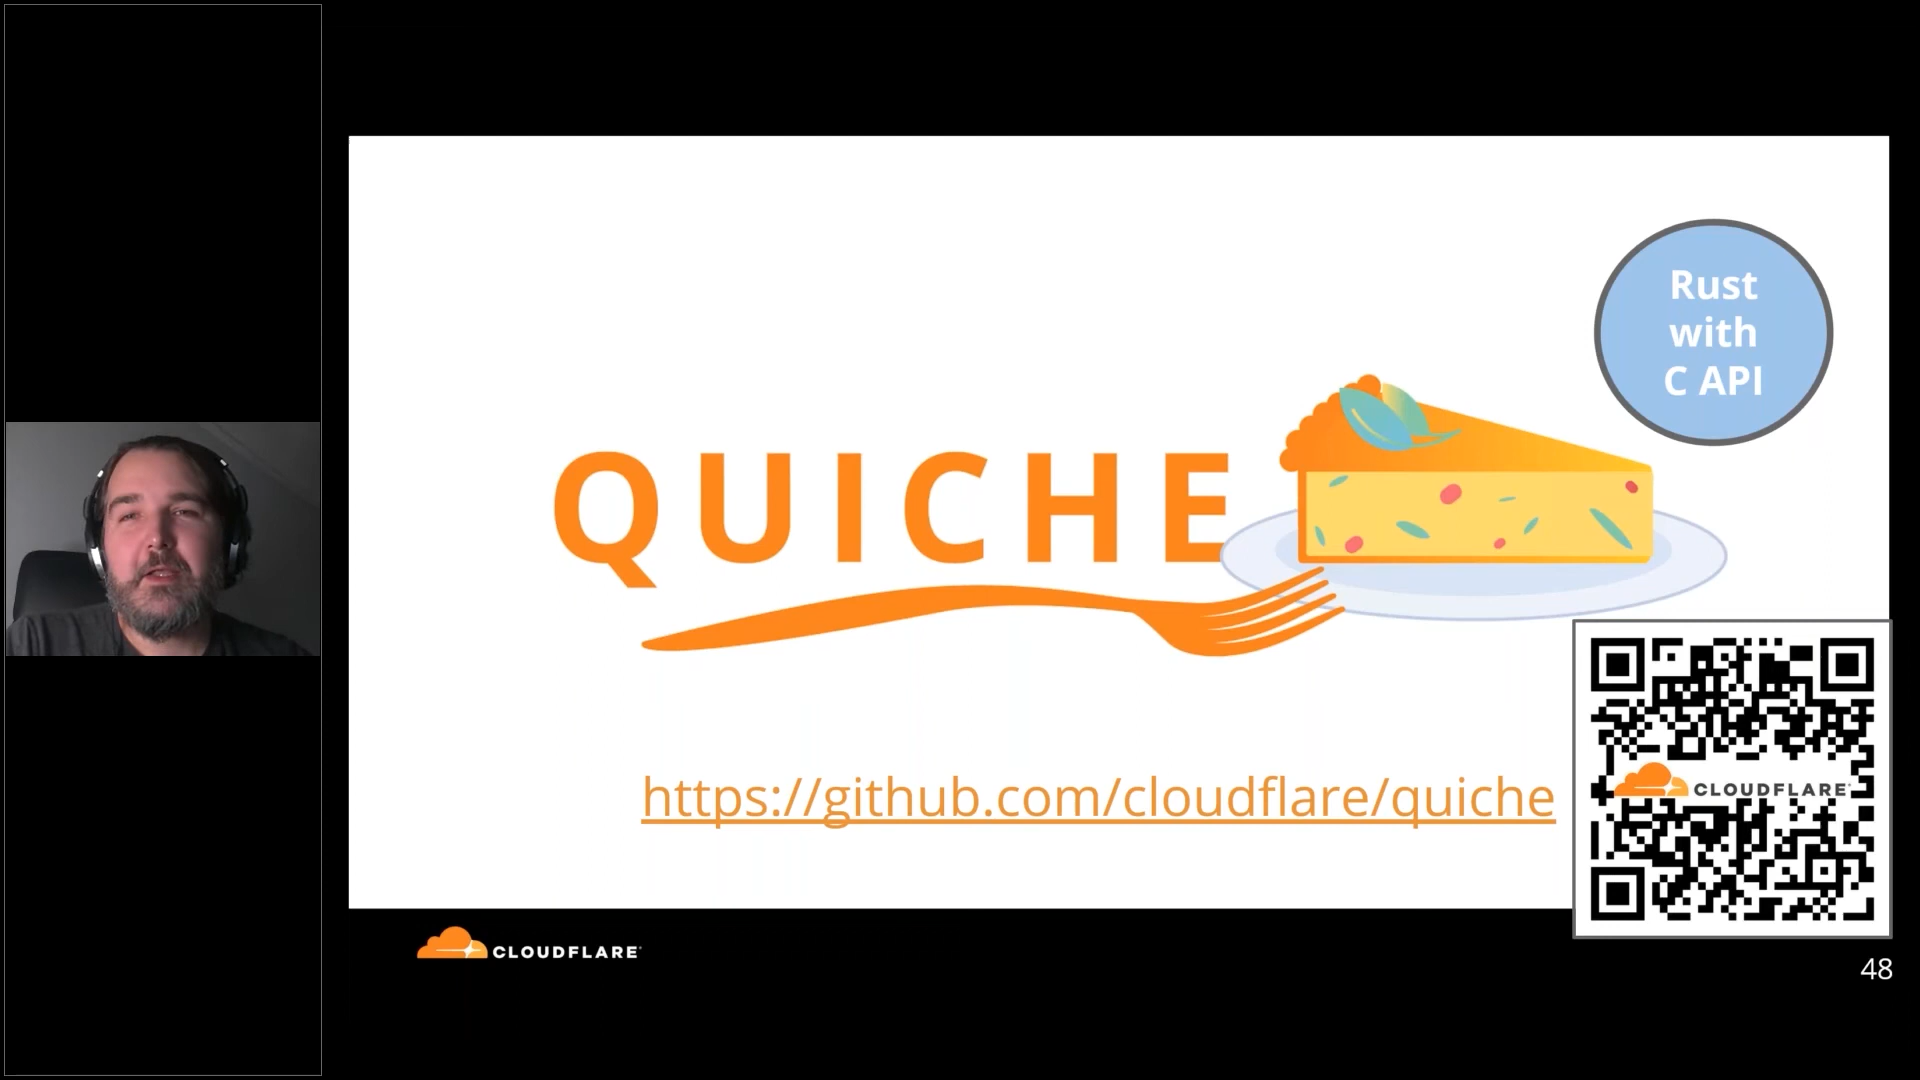 Rust
with
C API
QUICHE
https://github.com/cloudflare/quiche
CLOUDFLARE
CLOUDFLARE
48